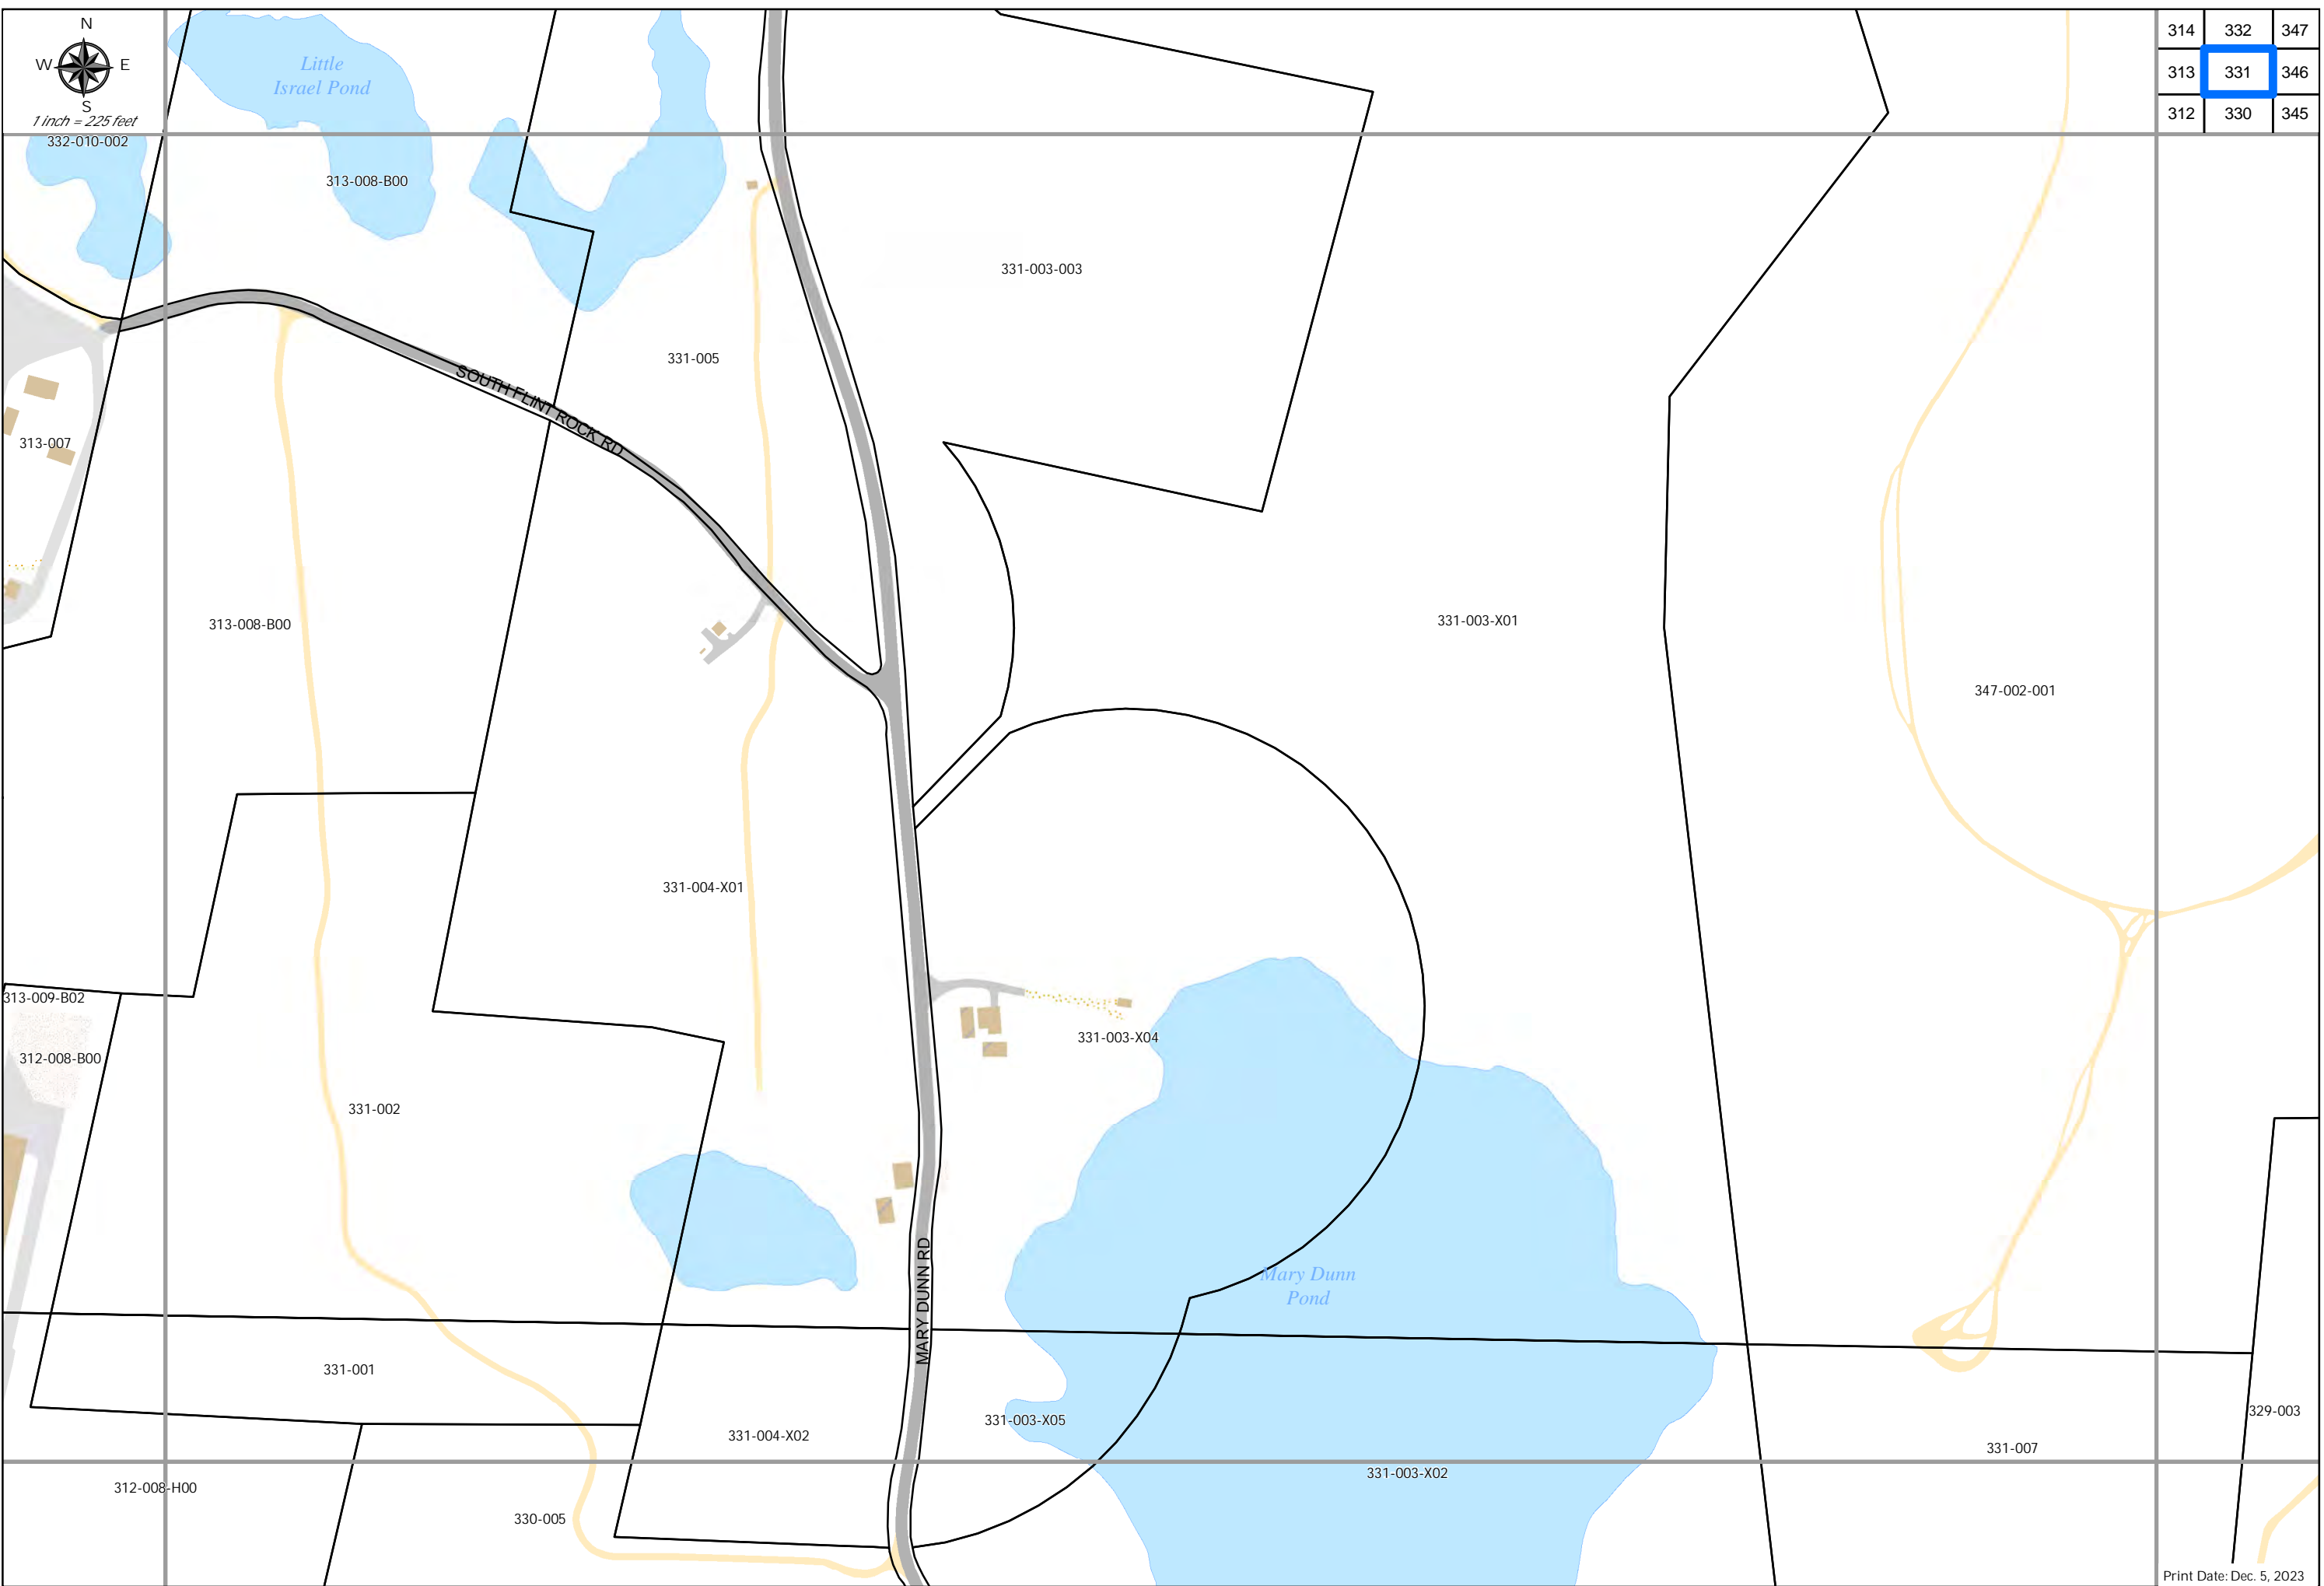 N
W E
S
1 inch = 225 feet
314 332 347
313 331 346
312 330 345
Little
Israel Pond
332-010-002
313-008-B00
331-003-003
331-005
SOUTH FLINT ROCK RD
313-007
313-008-B00
331-003-X01
347-002-001
331-004-X01
313-009-B02
331-003-X04
312-008-B00
331-002
MARY DUNN RD
Mary Dunn
Pond
331-001
331-004-X02
331-003-X05
329-003
331-007
331-003-X02
312-008-H00
330-005
Print Date: Dec. 5, 2023